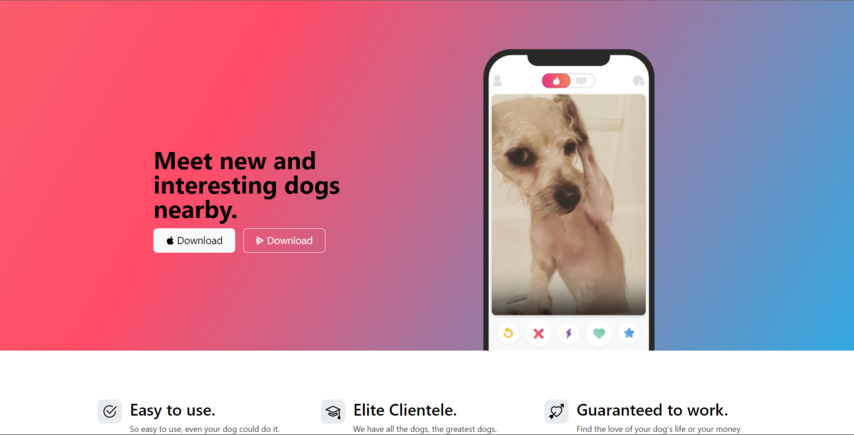 Meet new and
interesting dogs
nearby.
Download
Download
Easy to use.
So easy to use, even your dog could do it.
Elite Clientele.
We have all the dogs, the greatest dogs.
Guaranteed to work.
Find the love of your dog's life or your money